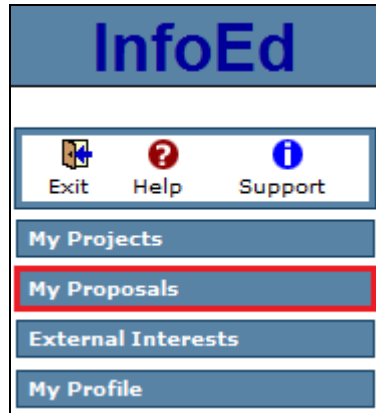 InfoEd
Exit Help Support
My Projects
My Proposals
External Interests
My Profile